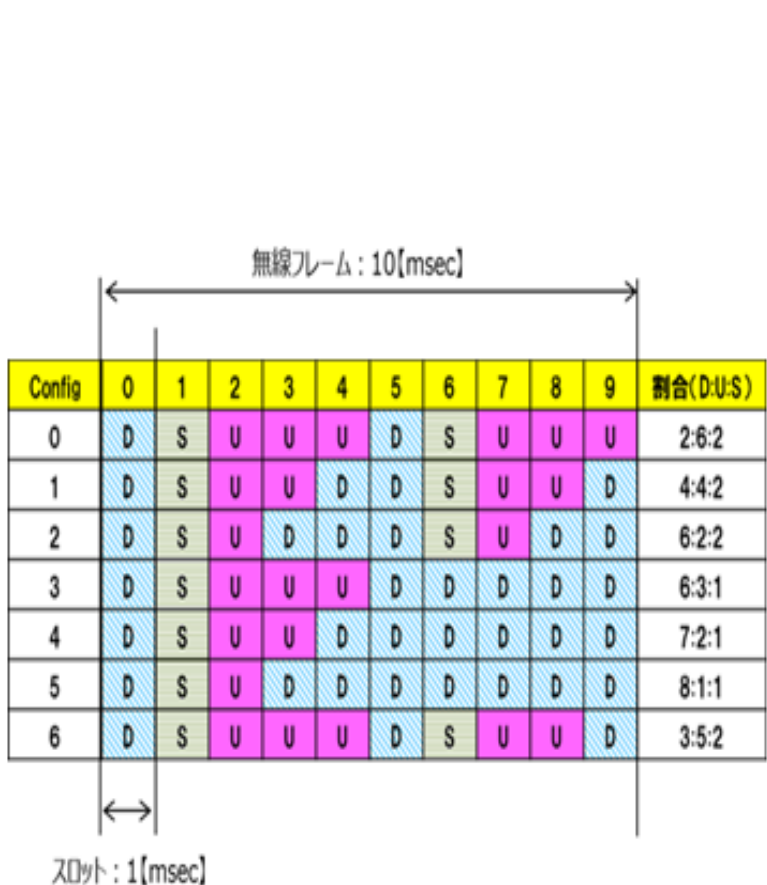 無線フレーム：10【msec】
Config 0 1 2 3 4 5 6 7 8 9 割合(D:U:S)
0 D S U U U D S U U U 2:6:2
1 D S U U D D S U U D 4:4:2
2 D S U D D D S U D D 6:2:2
3 D S U U U D D D D D 6:3:1
4 D S U U D D D D D D 7:2:1
5 D S U D D D D D D D 8:1:1
6 D S U U U D S U U D 3:5:2
スロット：1【msec】